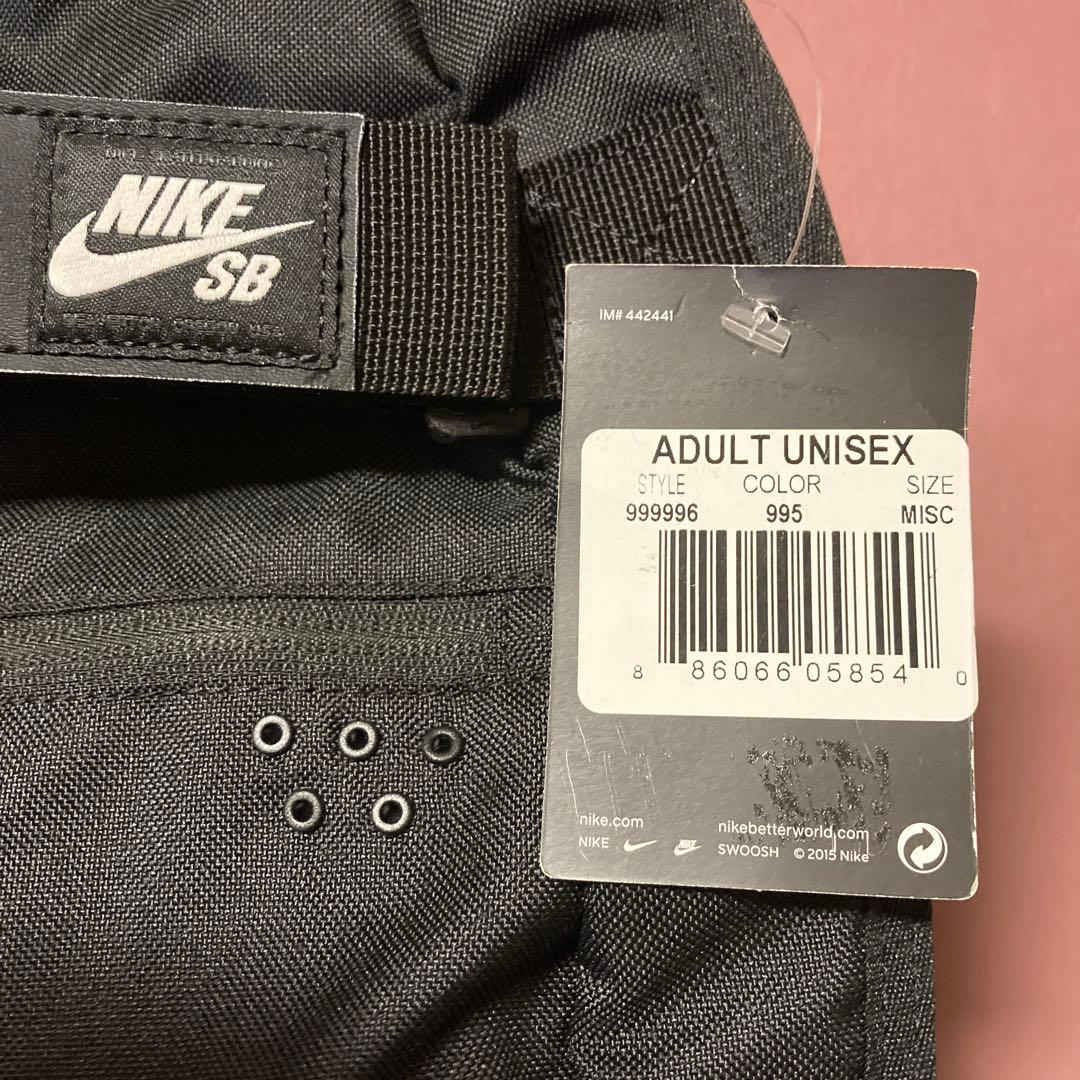 NIKE
SB
IM# 442441
ADULT UNISEX
STYLE COLOR SIZE
999996 995 MISC
8 86066 05854 0
nike.com nikebetterworld.com
NIKE NIKE SWOOSH © 2015 Nike